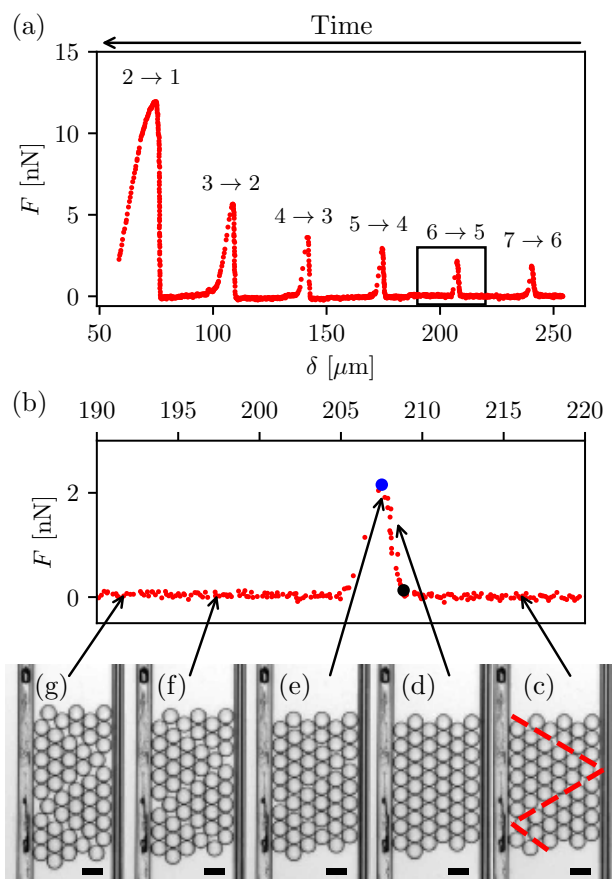 (a)
Time
15
10
5
0
F [nN]
2 → 1
3 → 2
4 → 3
5 → 4
6 → 5
7 → 6
50
100
150
200
250
δ [μm]
(b)
190
195
200
205
210
215
220
2
0
F [nN]
(g)
(f)
(e)
(d)
(c)